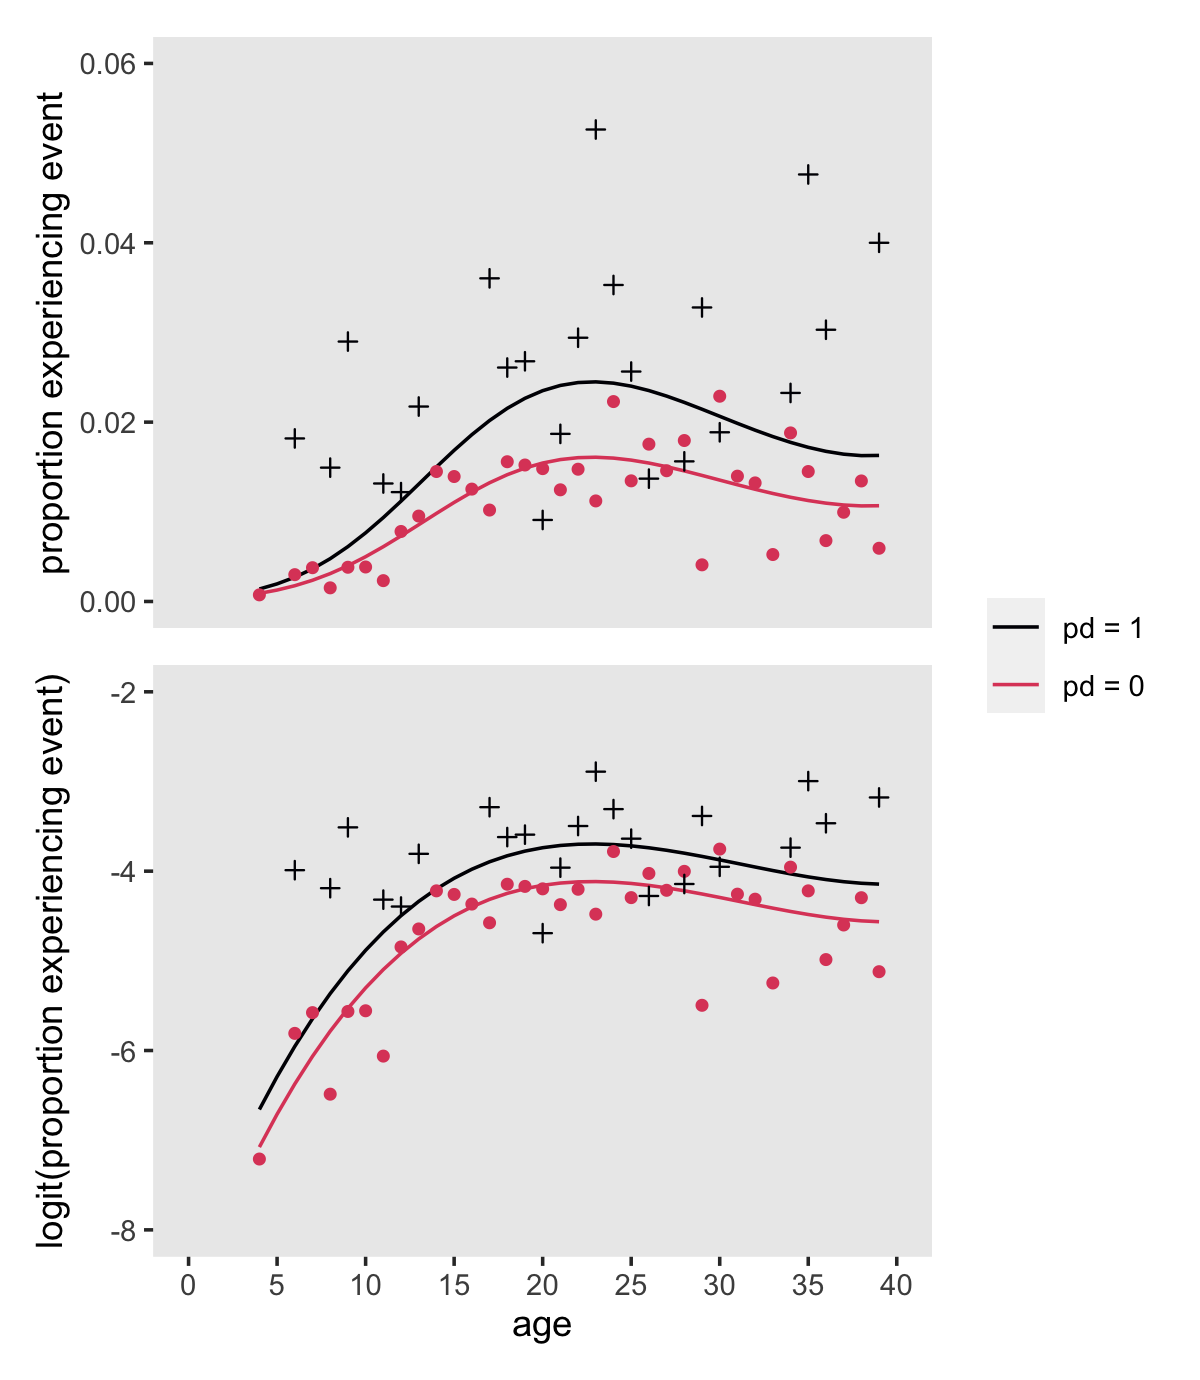 proportion experiencing event
0.06
0.04
0.02
0.00
logit(proportion experiencing event)
-2
-4
-6
-8
0 5 10 15 20 25 30 35 40
age
pd = 1
pd = 0